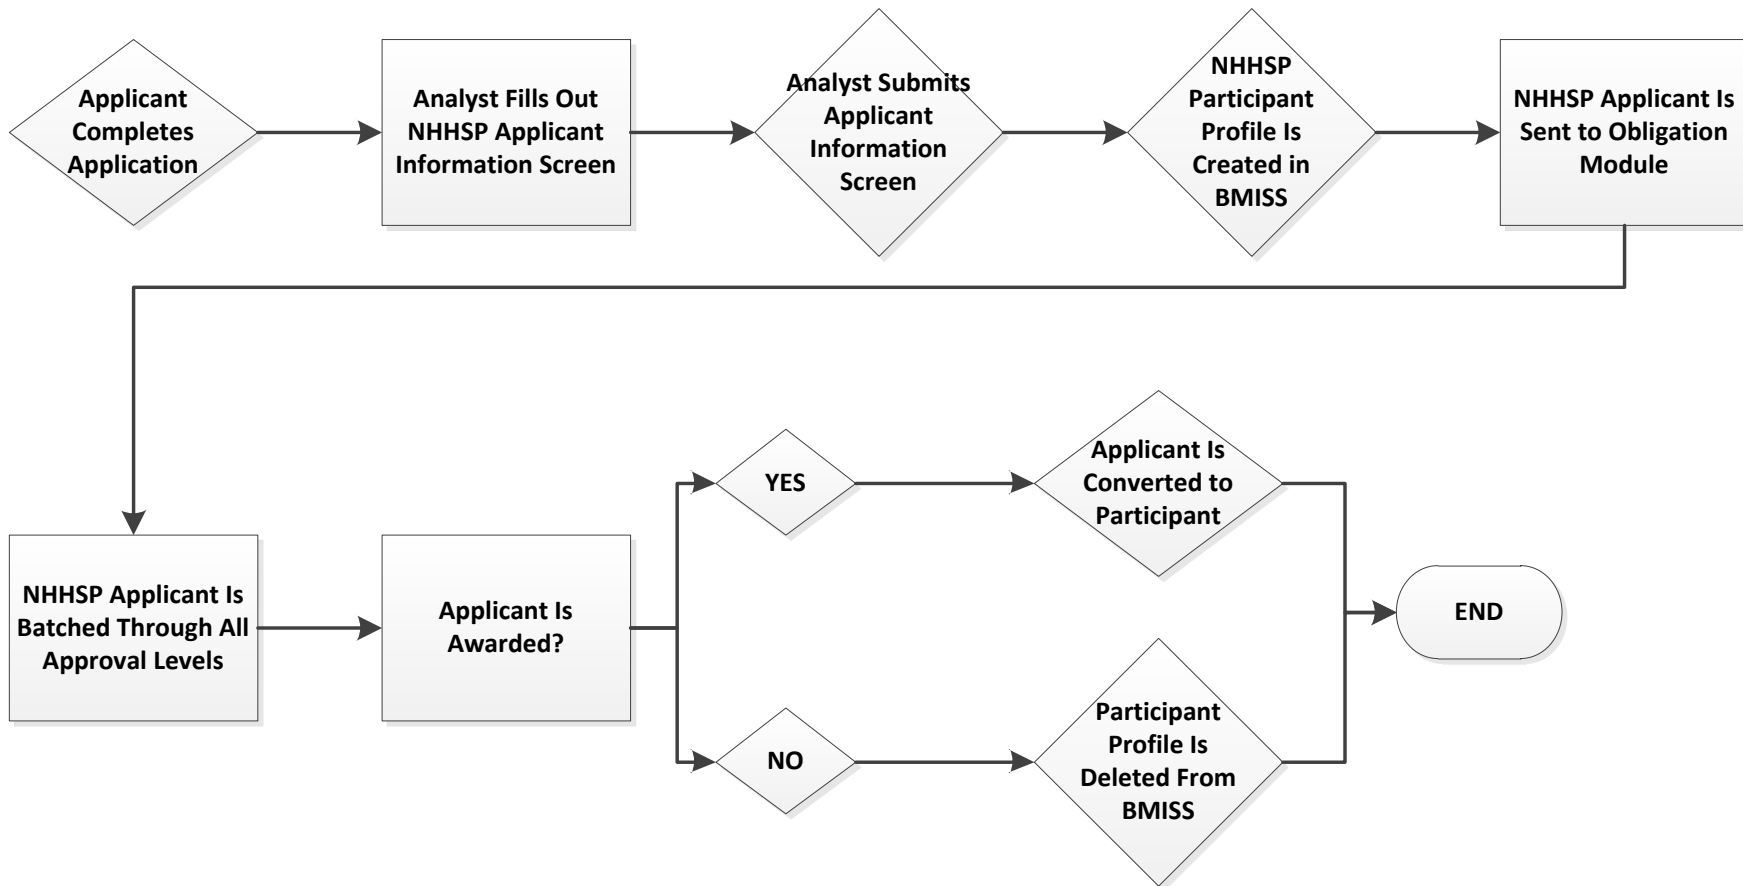 Applicant
Completes
Application
Analyst Fills Out
NHHSP Applicant
Information Screen
Analyst Submits
Applicant
Information
Screen
NHHSP
Participant
Profile Is
Created in
BMISS
NHHSP Applicant Is
Sent to Obligation
Module
NHHSP Applicant Is
Batched Through All
Approval Levels
Applicant Is
Awarded?
YES
Applicant Is
Converted to
Participant
NO
Participant
Profile Is
Deleted From
BMISS
END